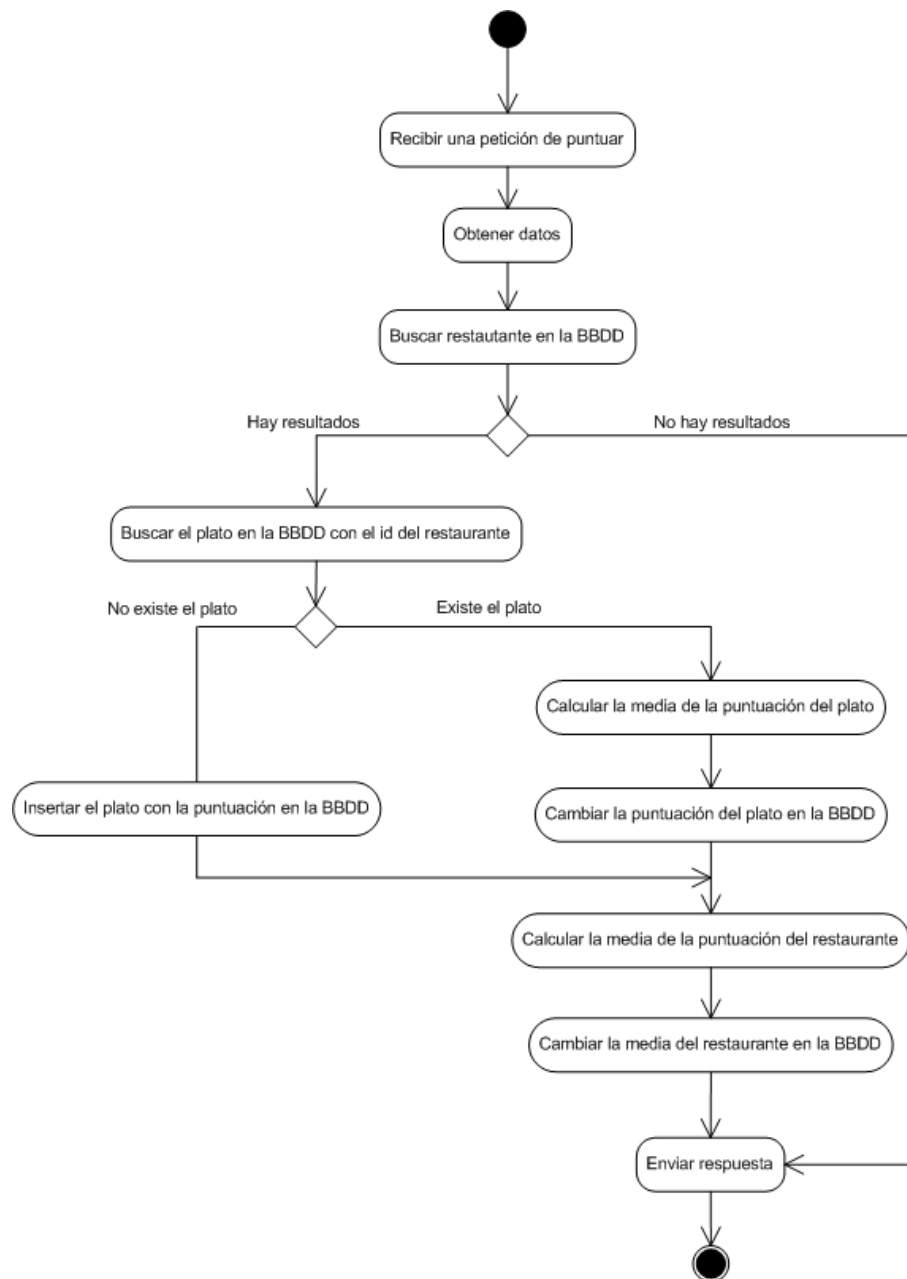 Recibir una petición de puntuar
Obtener datos
Buscar restautante en la BBDD
Hay resultados
No hay resultados
Buscar el plato en la BBDD con el id del restaurante
No existe el plato
Existe el plato
Calcular la media de la puntuación del plato
Insertar el plato con la puntuación en la BBDD
Cambiar la puntuación del plato en la BBDD
Calcular la media de la puntuación del restaurante
Cambiar la media del restaurante en la BBDD
Enviar respuesta